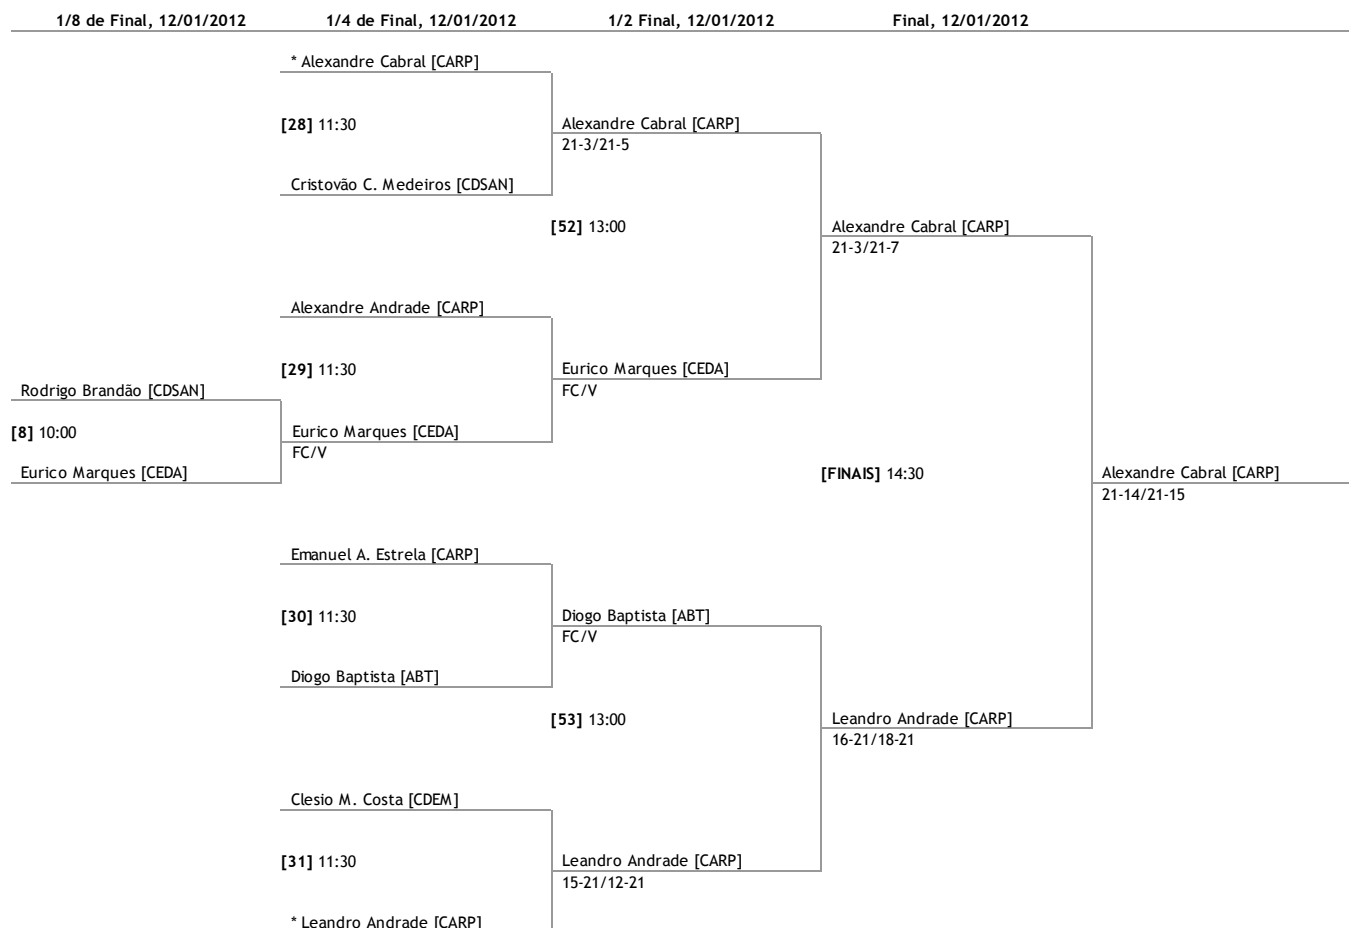 1/8 de Final, 12/01/2012 1/4 de Final, 12/01/2012 1/2 Final, 12/01/2012 Final, 12/01/2012
* Alexandre Cabral [CARP]
[28] 11:30 Alexandre Cabral [CARP]
21-3/21-5
Cristovão C. Medeiros [CDSAN]
[52] 13:00 Alexandre Cabral [CARP]
21-3/21-7
Alexandre Andrade [CARP]
[29] 11:30 Eurico Marques [CEDA]
Rodrigo Brandão [CDSAN] FC/V
[8] 10:00 Eurico Marques [CEDA]
FC/V
Eurico Marques [CEDA] [FINAIS] 14:30 Alexandre Cabral [CARP]
21-14/21-15
Emanuel A. Estrela [CARP]
[30] 11:30 Diogo Baptista [ABT]
FC/V
Diogo Baptista [ABT]
[53] 13:00 Leandro Andrade [CARP]
16-21/18-21
Clesio M. Costa [CDEM]
[31] 11:30 Leandro Andrade [CARP]
15-21/12-21
* Leandro Andrade [CARP]